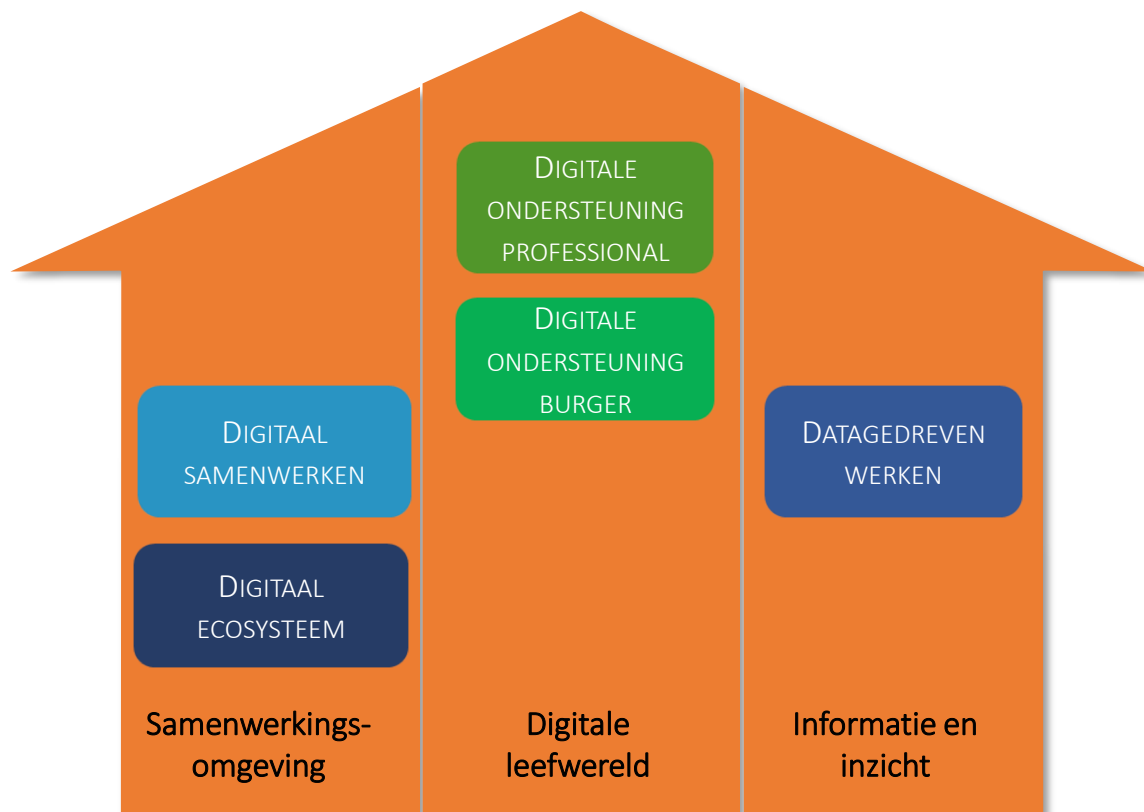 Digitale
ondersteuning
professional
Digitale
ondersteuning
burger
Digitaal
samenwerken
Datagedreven
werken
Digitaal
ecosysteem
Samenwerkings-
omgeving
Digitale
leefwereld
Informatie en
inzicht